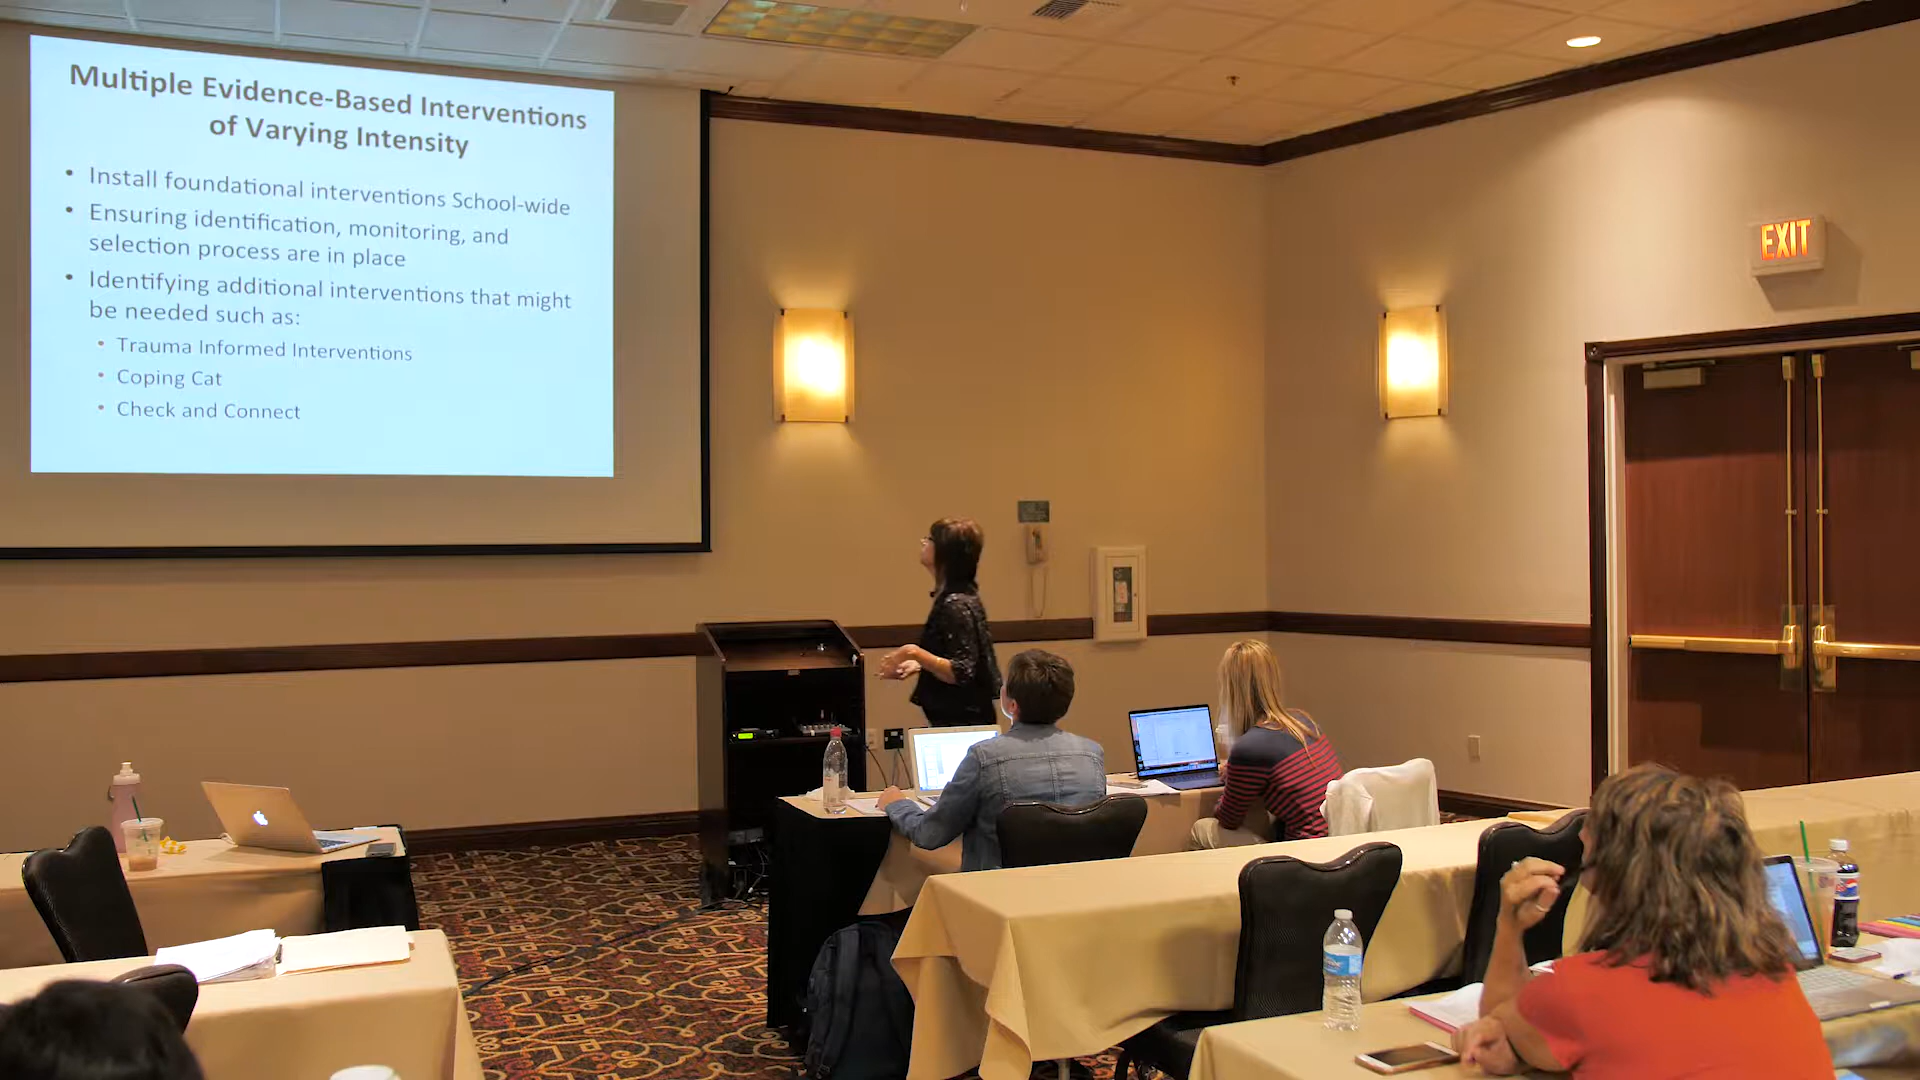 Multiple Evidence-Based Interventions
of Varying Intensity
• Install foundational interventions School-wide
• Ensuring identification, monitoring, and
selection process are in place
• Identifying additional interventions that might
be needed such as:
• Trauma Informed Interventions
• Coping Cat
• Check and Connect
EXIT